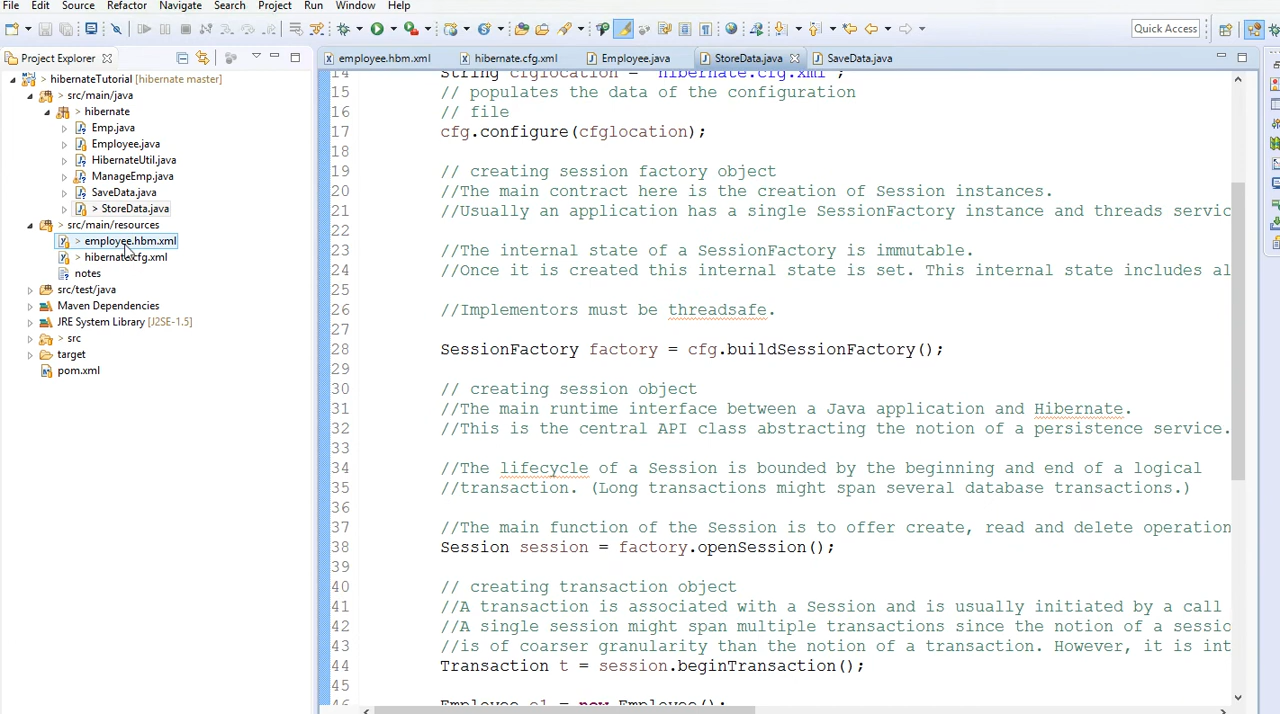 File Edit Source Refactor Navigate Search Project Run Window Help
Quick Access
Project Explorer
employee.hbm.xml hibernate.cfg.xml Employee.java StoreData.java SaveData.java
hibernateTutorial [hibernate master]
> src/main/java
> hibernate
Emp.java
Employee.java
HibernateUtil.java
ManageEmp.java
SaveData.java
> StoreData.java
> src/main/resources
> employee.hbm.xml
> hibernate.cfg.xml
notes
src/test/java
Maven Dependencies
JRE System Library [J2SE-1.5]
> src
target
pom.xml
14 String cfglocation = "hibernate.cfg.xml";
15 // populates the data of the configuration
16 // file
17 cfg.configure(cfglocation);
18
19 // creating session factory object
20 //The main contract here is the creation of Session instances.
21 //Usually an application has a single SessionFactory instance and threads servic
22
23 //The internal state of a SessionFactory is immutable.
24 //Once it is created this internal state is set. This internal state includes al
25
26 //Implementors must be threadsafe.
27
28 SessionFactory factory = cfg.buildSessionFactory();
29
30 // creating session object
31 //The main runtime interface between a Java application and Hibernate.
32 //This is the central API class abstracting the notion of a persistence service.
33
34 //The lifecycle of a Session is bounded by the beginning and end of a logical
35 //transaction. (Long transactions might span several database transactions.)
36
37 //The main function of the Session is to offer create, read and delete operation
38 Session session = factory.openSession();
39
40 // creating transaction object
41 //A transaction is associated with a Session and is usually initiated by a call
42 //A single session might span multiple transactions since the notion of a sessio
43 //is of coarser granularity than the notion of a transaction. However, it is int
44 Transaction t = session.beginTransaction();
45
46 Employee e1 = new Employee();